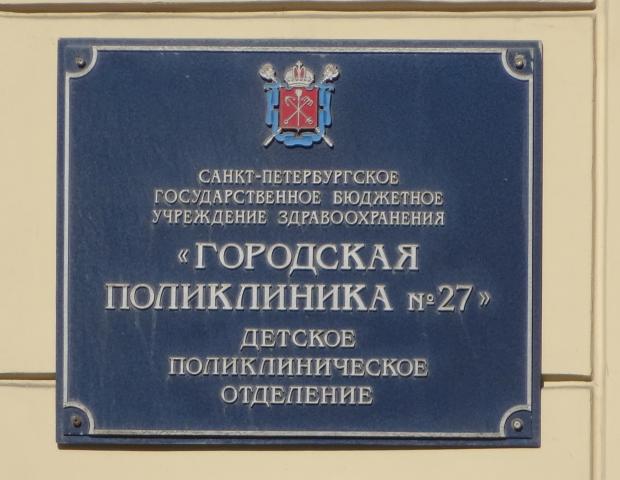 САНКТ-ПЕТЕРБУРГСКОЕ
ГОСУДАРСТВЕННОЕ БЮДЖЕТНОЕ
УЧРЕЖДЕНИЕ ЗДРАВООХРАНЕНИЯ
«ГОРОДСКАЯ
ПОЛИКЛИНИКА №27»
ДЕТСКОЕ
ПОЛИКЛИНИЧЕСКОЕ
ОТДЕЛЕНИЕ